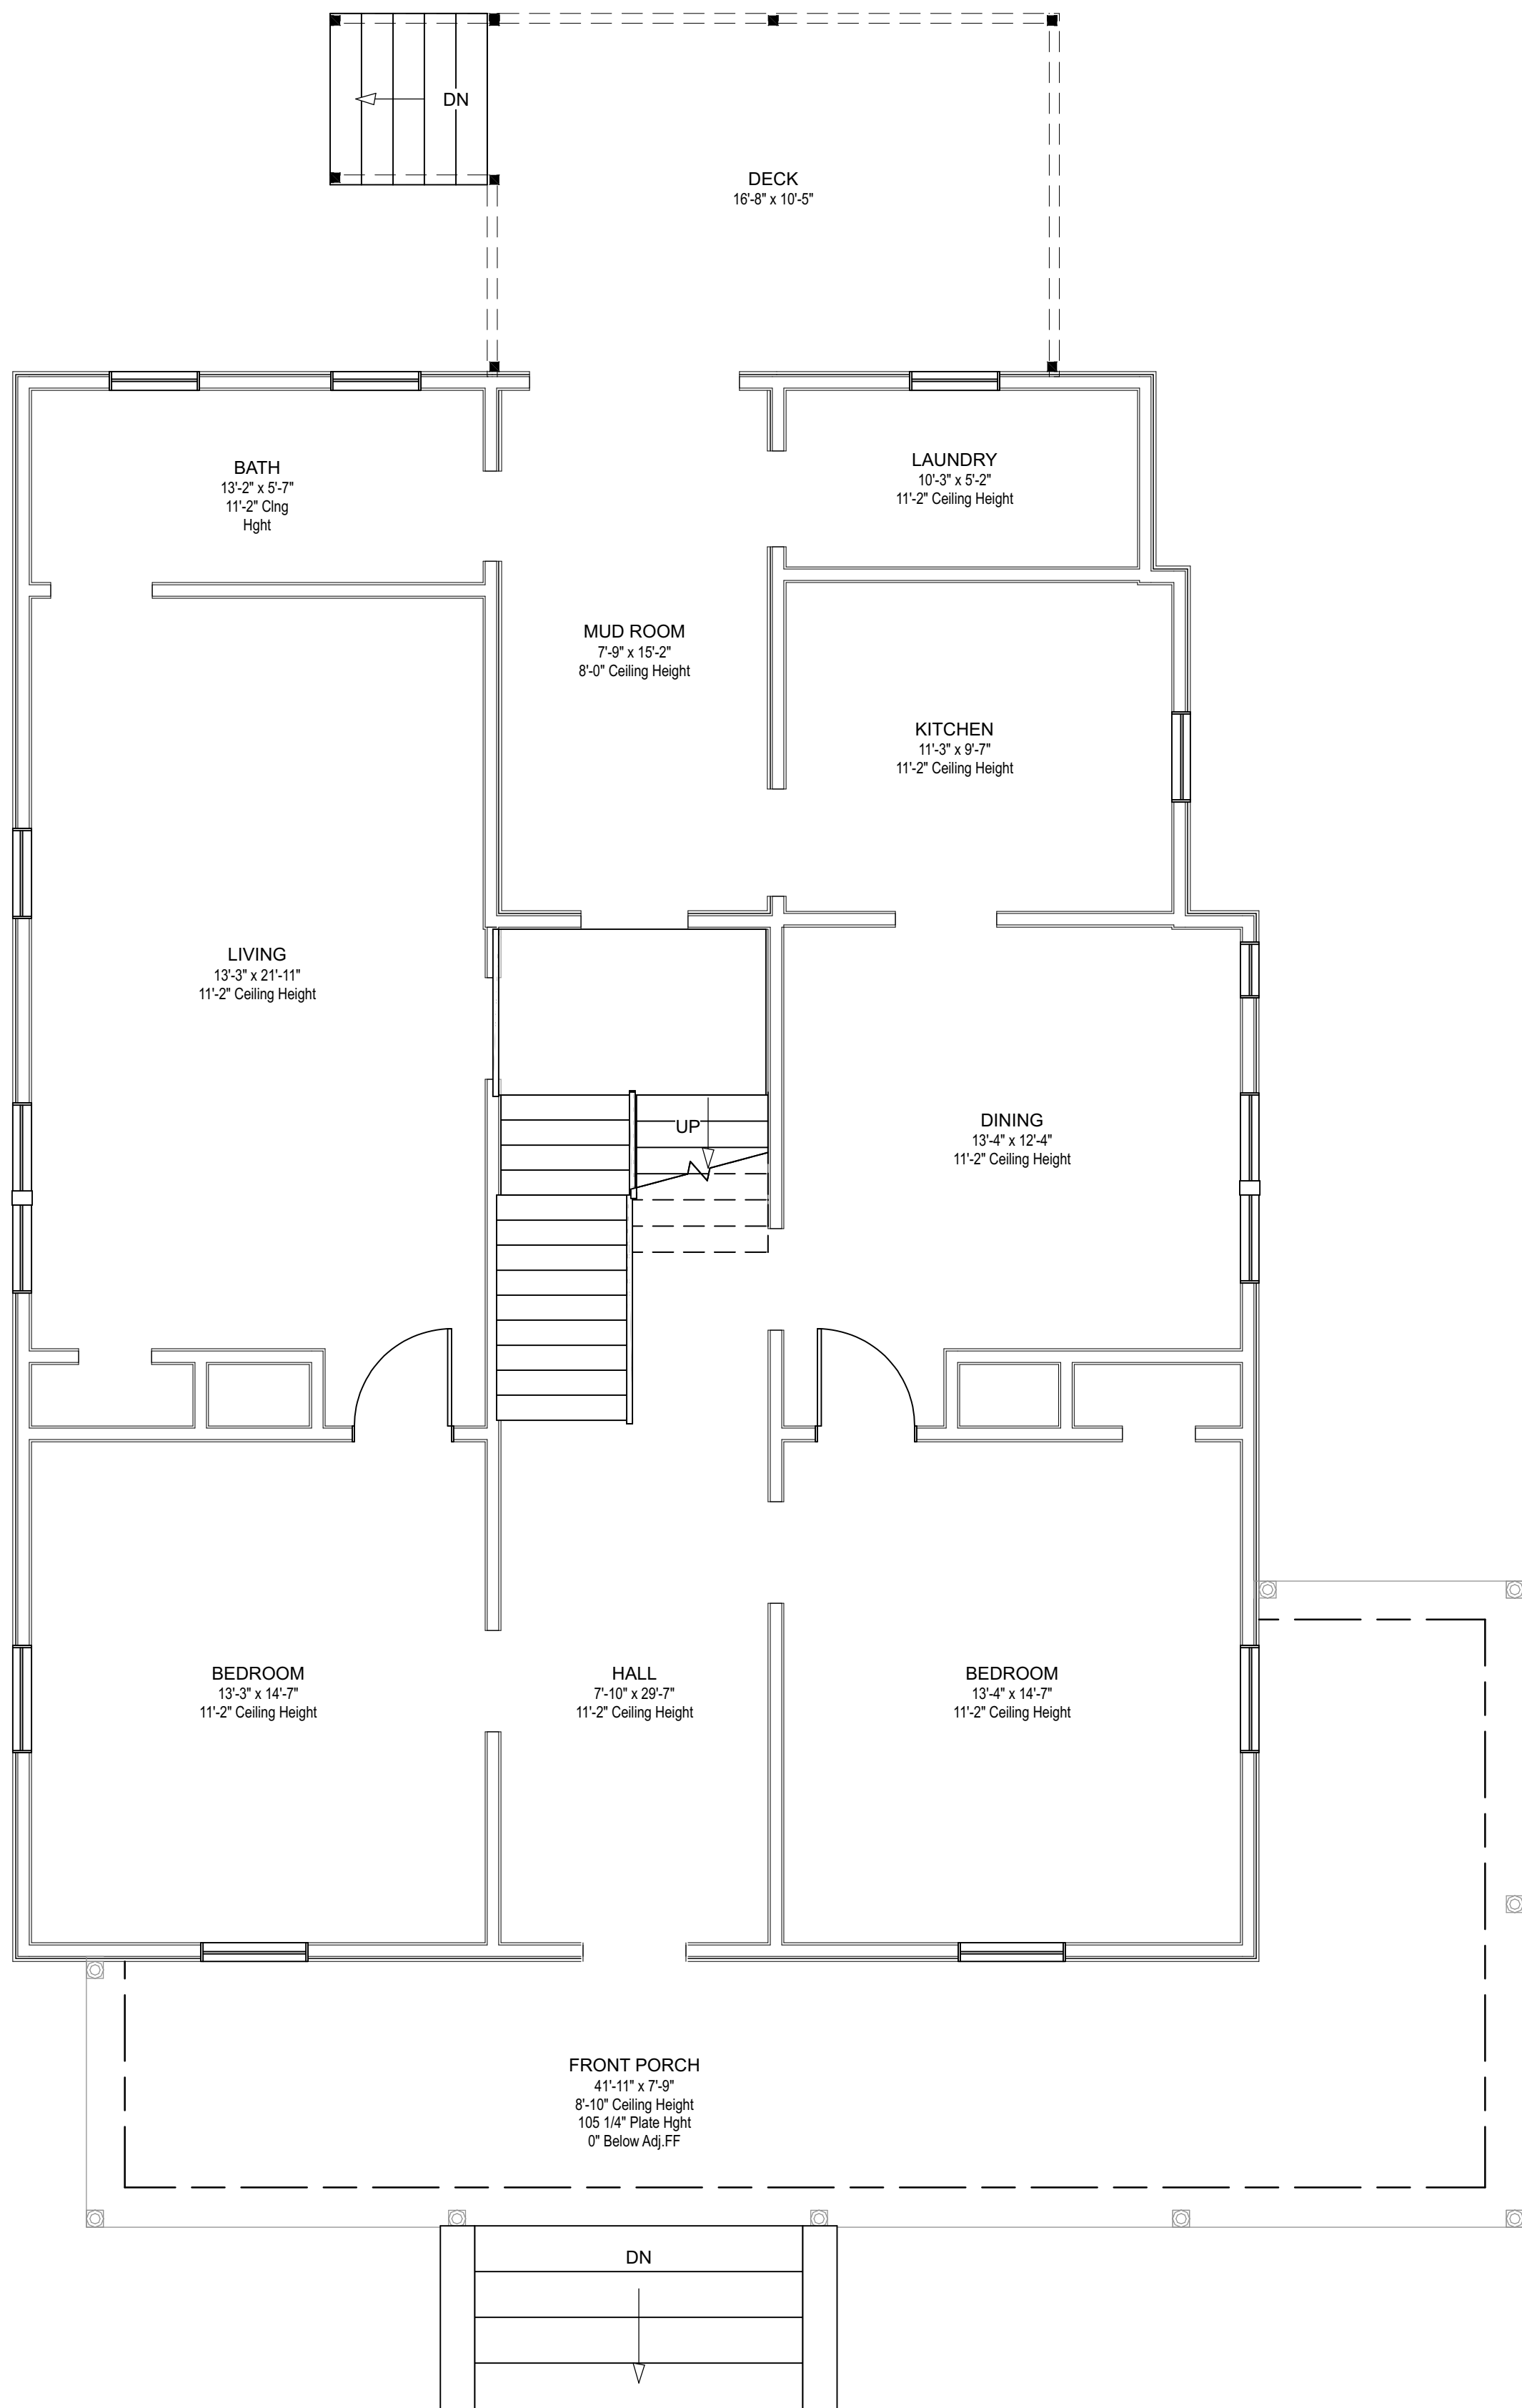 DN
DECK
16'-8" x 10'-5"
BATH
13'-2" x 5'-7"
11'-2" Clng
Hght
LAUNDRY
10'-3" x 5'-2"
11'-2" Ceiling Height
MUD ROOM
7'-9" x 15'-2"
8'-0" Ceiling Height
KITCHEN
11'-3" x 9'-7"
11'-2" Ceiling Height
LIVING
13'-3" x 21'-11"
11'-2" Ceiling Height
UP
DINING
13'-4" x 12'-4"
11'-2" Ceiling Height
BEDROOM
13'-3" x 14'-7"
11'-2" Ceiling Height
HALL
7'-10" x 29'-7"
11'-2" Ceiling Height
BEDROOM
13'-4" x 14'-7"
11'-2" Ceiling Height
FRONT PORCH
41'-11" x 7'-9"
8'-10" Ceiling Height
105 1/4" Plate Hght
0" Below Adj.FF
DN